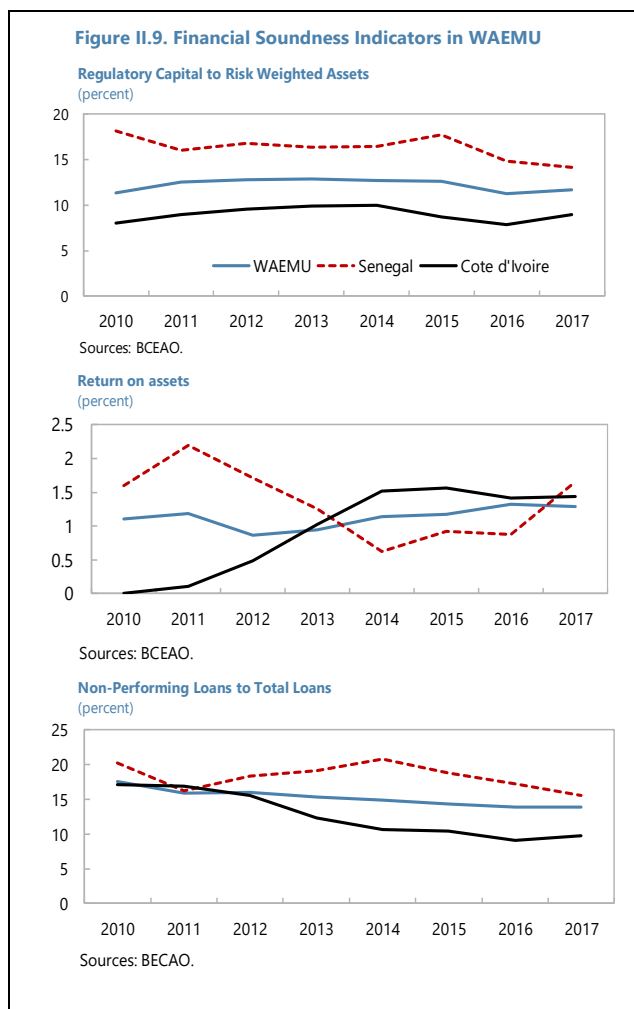 Figure II.9. Financial Soundness Indicators in WAEMU
Regulatory Capital to Risk Weighted Assets
(percent)
20
15
10
5
0
WAEMU Senegal Cote d'Ivoire
2010 2011 2012 2013 2014 2015 2016 2017
Sources: BCEAO.
Return on assets
(percent)
2.5
2
1.5
1
0.5
0
2010 2011 2012 2013 2014 2015 2016 2017
Sources: BCEAO.
Non-Performing Loans to Total Loans
(percent)
25
20
15
10
5
0
2010 2011 2012 2013 2014 2015 2016 2017
Sources: BECAO.